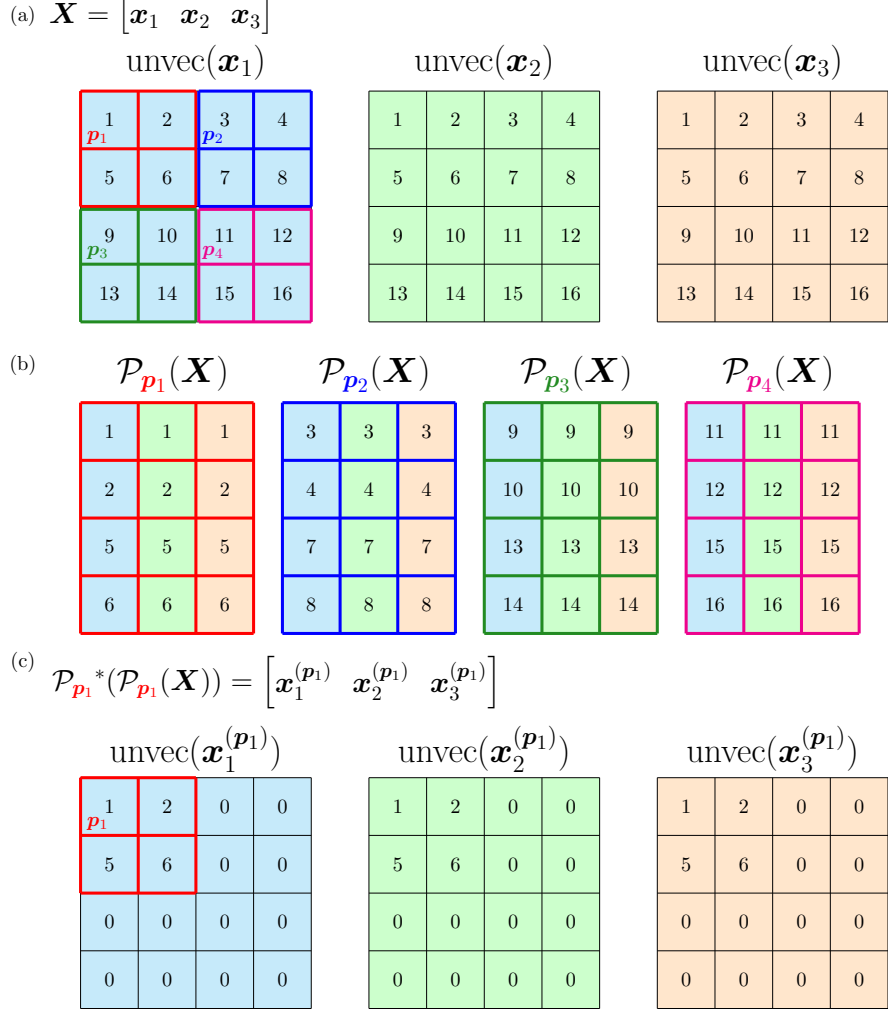 (a) X = [x₁ x₂ x₃]
unvec(x₁) unvec(x₂) unvec(x₃)
1 2 3 4 1 2 3 4 1 2 3 4
p₁ p₂
5 6 7 8 5 6 7 8 5 6 7 8
9 10 11 12 9 10 11 12 9 10 11 12
p₃ p₄
13 14 15 16 13 14 15 16 13 14 15 16
(b) 𝒫p₁(X) 𝒫p₂(X) 𝒫p₃(X) 𝒫p₄(X)
1 1 1 3 3 3 9 9 9 11 11 11
2 2 2 4 4 4 10 10 10 12 12 12
5 5 5 7 7 7 13 13 13 15 15 15
6 6 6 8 8 8 14 14 14 16 16 16
(c) 𝒫p₁*(𝒫p₁(X)) = [x₁^(p₁) x₂^(p₁) x₃^(p₁)]
unvec(x₁^(p₁)) unvec(x₂^(p₁)) unvec(x₃^(p₁))
1 2 0 0 1 2 0 0 1 2 0 0
p₁
5 6 0 0 5 6 0 0 5 6 0 0
0 0 0 0 0 0 0 0 0 0 0 0
0 0 0 0 0 0 0 0 0 0 0 0